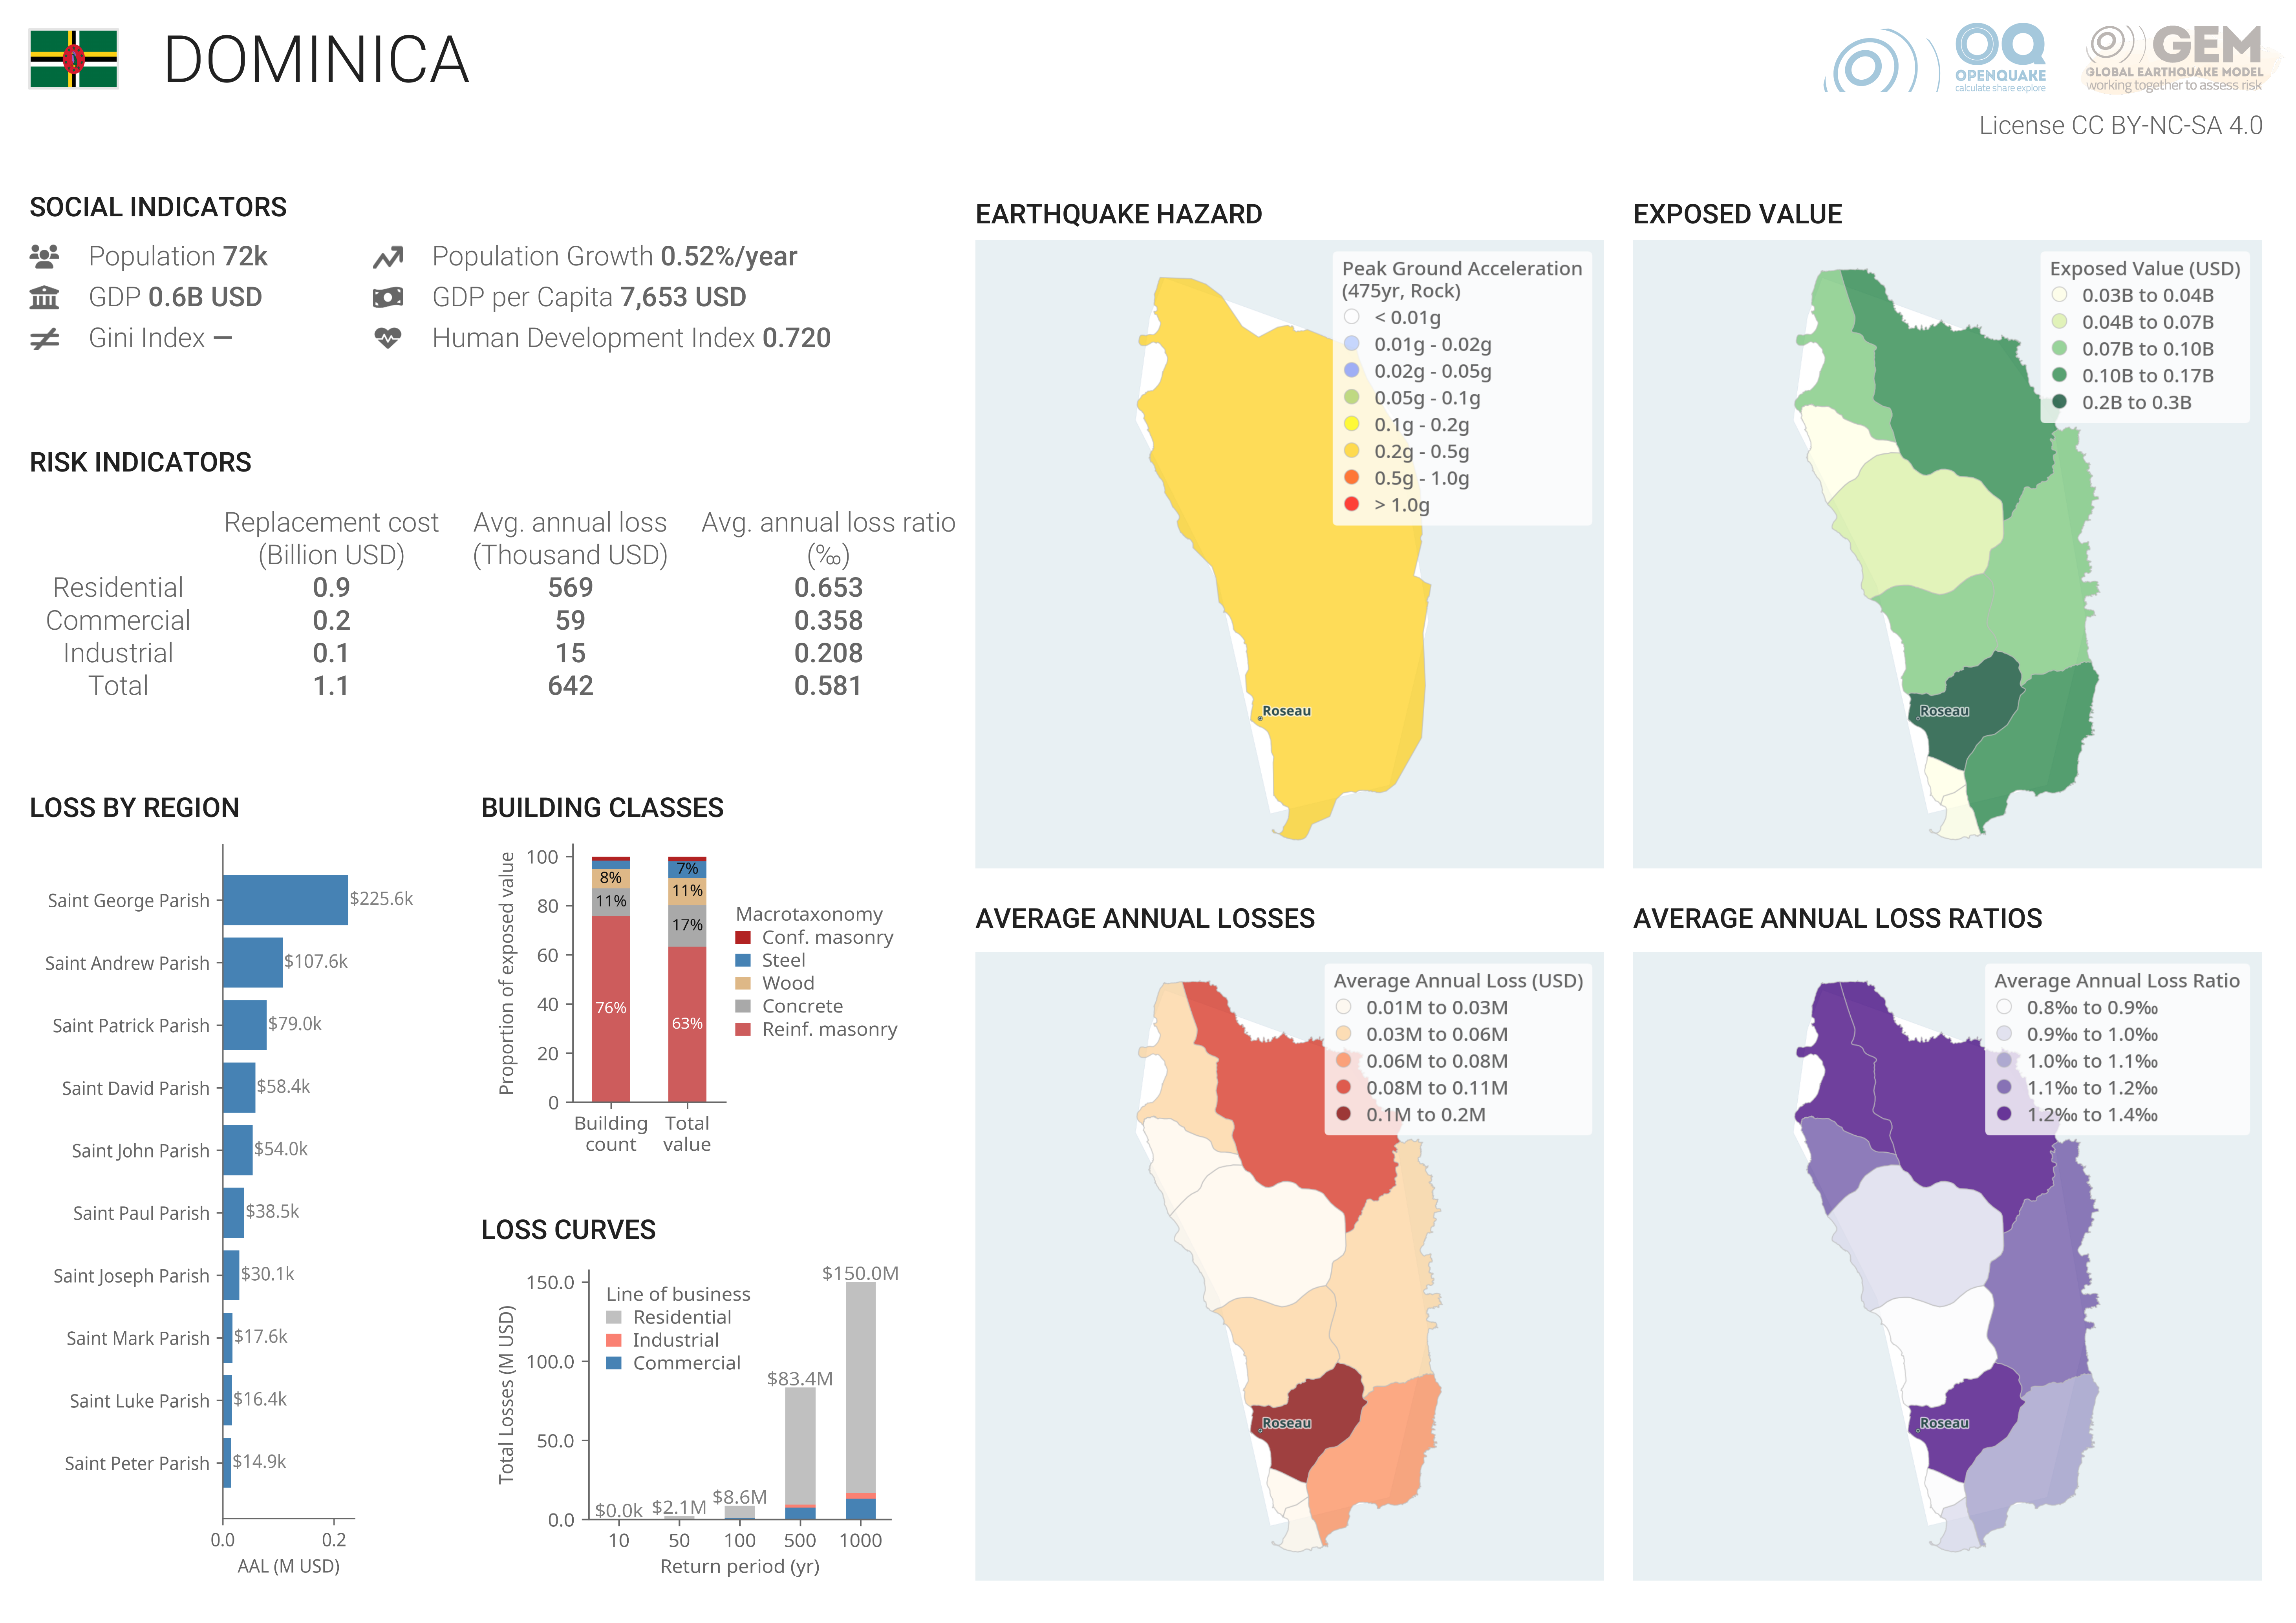 DOMINICA
OQ
OPENQUAKE
calculate share explore
GEM
GLOBAL EARTHQUAKE MODEL
working together to assess risk
License CC BY-NC-SA 4.0
SOCIAL INDICATORS
Population 72k
Population Growth 0.52%/year
GDP 0.6B USD
GDP per Capita 7,653 USD
Gini Index —
Human Development Index 0.720
RISK INDICATORS
Replacement cost (Billion USD) Avg. annual loss (Thousand USD) Avg. annual loss ratio (‰)
Residential 0.9 569 0.653
Commercial 0.2 59 0.358
Industrial 0.1 15 0.208
Total 1.1 642 0.581
LOSS BY REGION
Saint George Parish $225.6k
Saint Andrew Parish $107.6k
Saint Patrick Parish $79.0k
Saint David Parish $58.4k
Saint John Parish $54.0k
Saint Paul Parish $38.5k
Saint Joseph Parish $30.1k
Saint Mark Parish $17.6k
Saint Luke Parish $16.4k
Saint Peter Parish $14.9k
0.0 0.2
AAL (M USD)
BUILDING CLASSES
Proportion of exposed value
100
80
60
40
20
0
8%
11%
76%
7%
11%
17%
63%
Building count
Total value
Macrotaxonomy
Conf. masonry
Steel
Wood
Concrete
Reinf. masonry
LOSS CURVES
Total Losses (M USD)
150.0
100.0
50.0
0.0
Line of business
Residential
Industrial
Commercial
$0.0k
$2.1M
$8.6M
$83.4M
$150.0M
10 50 100 500 1000
Return period (yr)
EARTHQUAKE HAZARD
Peak Ground Acceleration
(475yr, Rock)
< 0.01g
0.01g - 0.02g
0.02g - 0.05g
0.05g - 0.1g
0.1g - 0.2g
0.2g - 0.5g
0.5g - 1.0g
> 1.0g
Roseau
EXPOSED VALUE
Exposed Value (USD)
0.03B to 0.04B
0.04B to 0.07B
0.07B to 0.10B
0.10B to 0.17B
0.2B to 0.3B
Roseau
AVERAGE ANNUAL LOSSES
Average Annual Loss (USD)
0.01M to 0.03M
0.03M to 0.06M
0.06M to 0.08M
0.08M to 0.11M
0.1M to 0.2M
Roseau
AVERAGE ANNUAL LOSS RATIOS
Average Annual Loss Ratio
0.8‰ to 0.9‰
0.9‰ to 1.0‰
1.0‰ to 1.1‰
1.1‰ to 1.2‰
1.2‰ to 1.4‰
Roseau